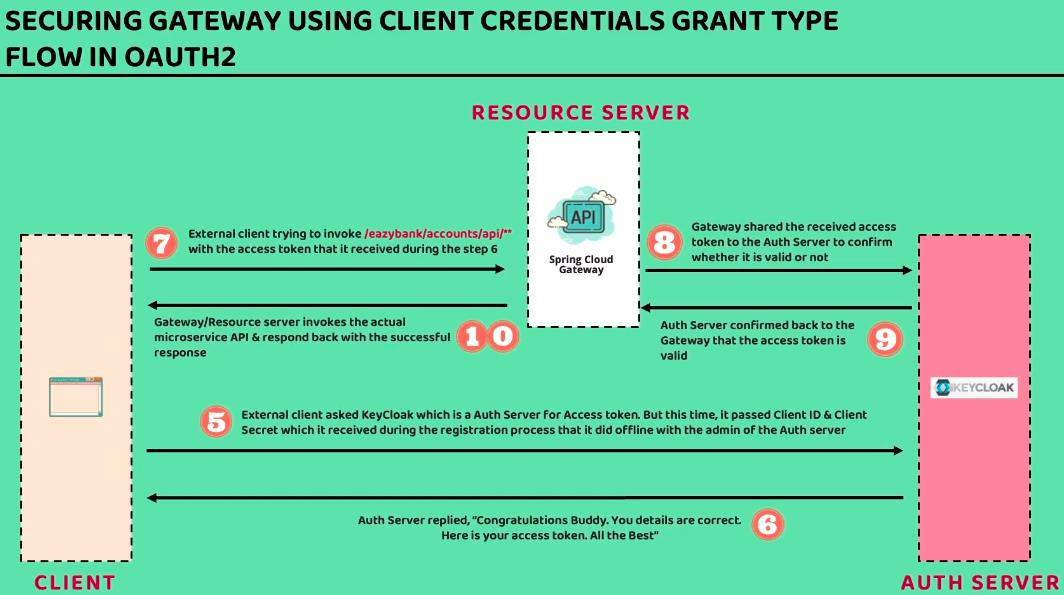 SECURING GATEWAY USING CLIENT CREDENTIALS GRANT TYPE
FLOW IN OAUTH2
RESOURCE SERVER
API
Spring Cloud
Gateway
7
External client trying to invoke /eazybank/accounts/api/**
with the access token that it received during the step 6
8
Gateway shared the received access
token to the Auth Server to confirm
whether it is valid or not
Gateway/Resource server invokes the actual
microservice API & respond back with the successful
response
10
Auth Server confirmed back to the
Gateway that the access token is
valid
9
KEYCLOAK
5
External client asked KeyCloak which is a Auth Server for Access token. But this time, it passed Client ID & Client
Secret which it received during the registration process that it did offline with the admin of the Auth server
Auth Server replied, "Congratulations Buddy. You details are correct.
Here is your access token. All the Best"
6
CLIENT
AUTH SERVER